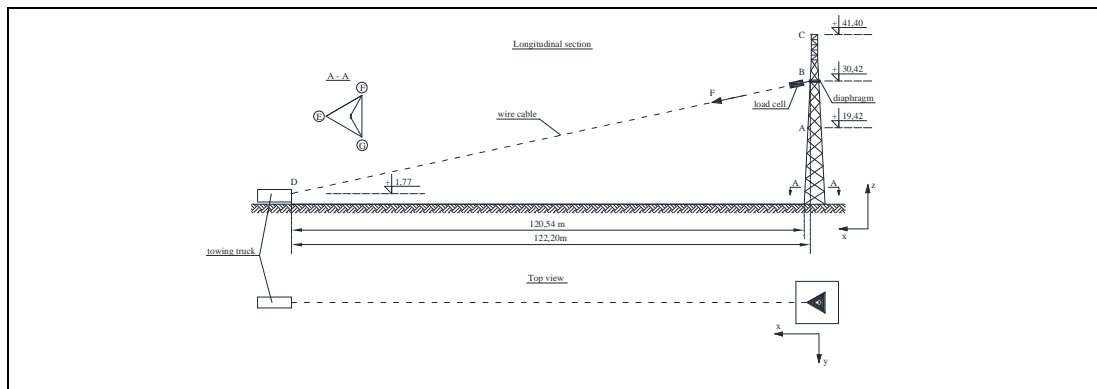 Longitudinal section
C
+ 41,40
A - A
B
+ 30,42
F
F
load cell
diaphragm
E
wire cable
+ 19,42
A
G
D
+ 1,77
A
A
z
120,54 m
x
122,20m
towing truck
Top view
x
y